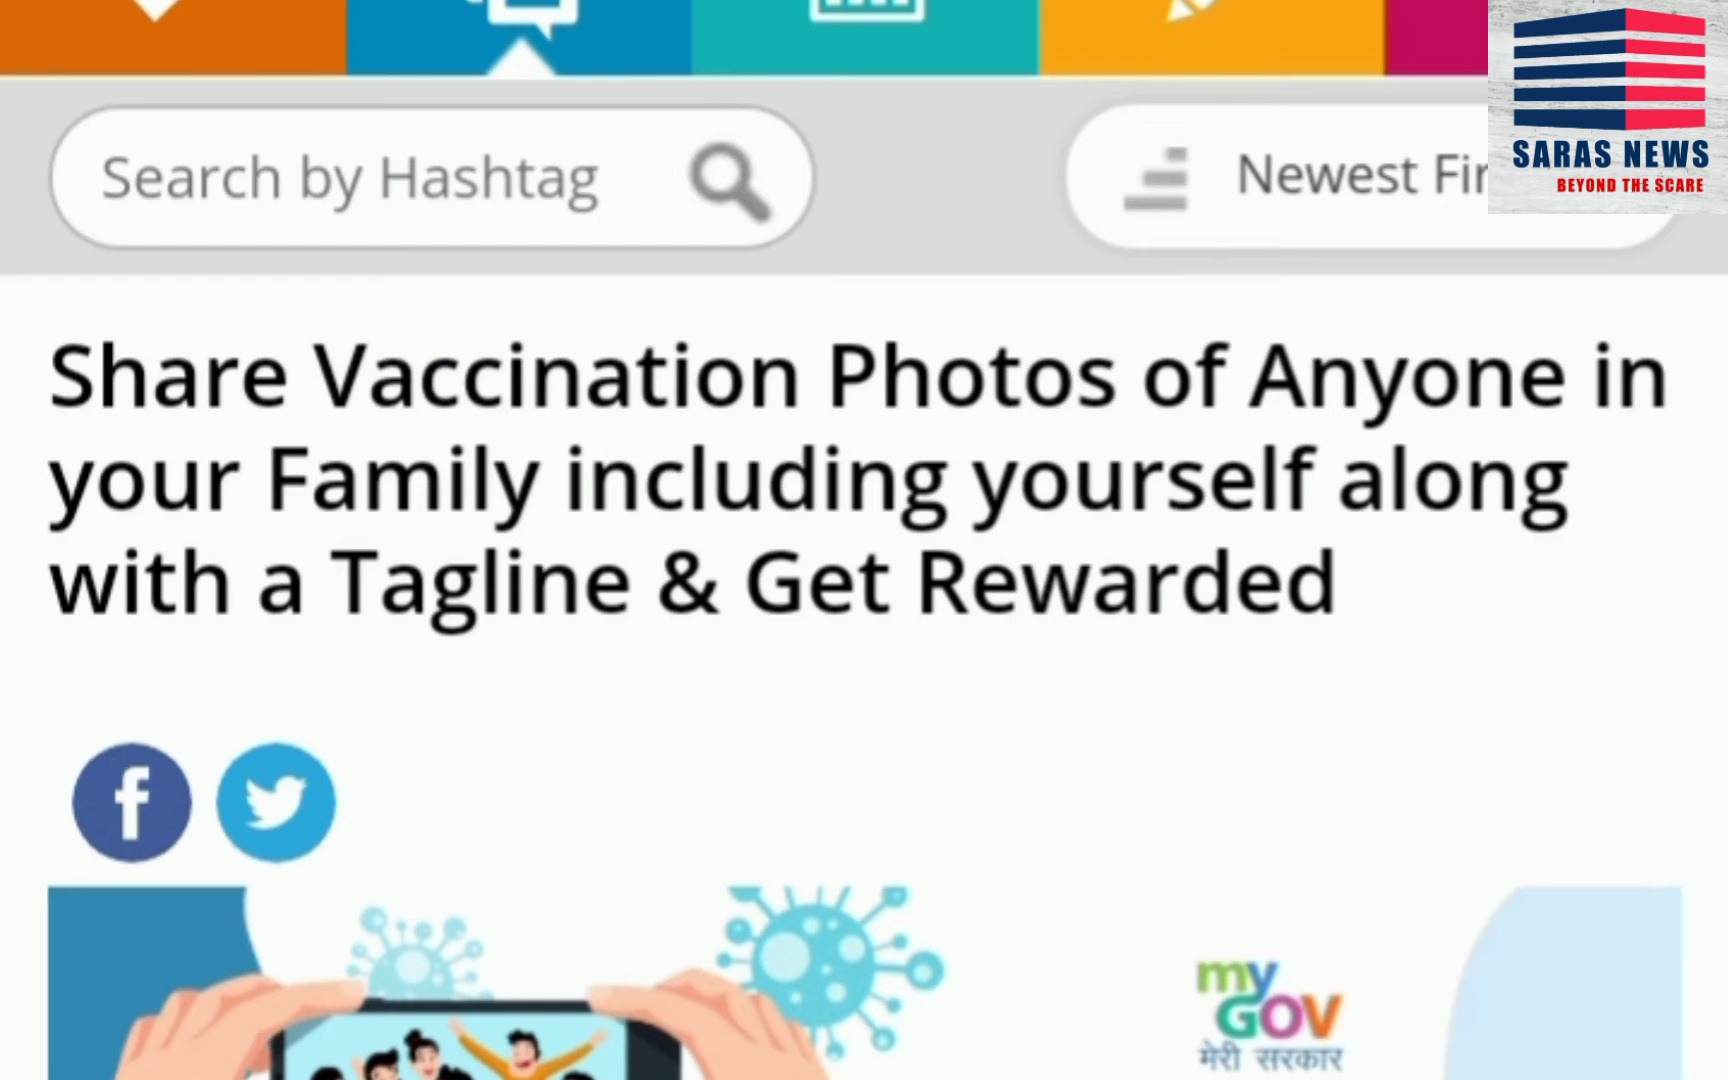 Search by Hashtag
Newest Fir
SARAS NEWS
BEYOND THE SCARE
Share Vaccination Photos of Anyone in
your Family including yourself along
with a Tagline & Get Rewarded
my
GOV
मेरी सरकार